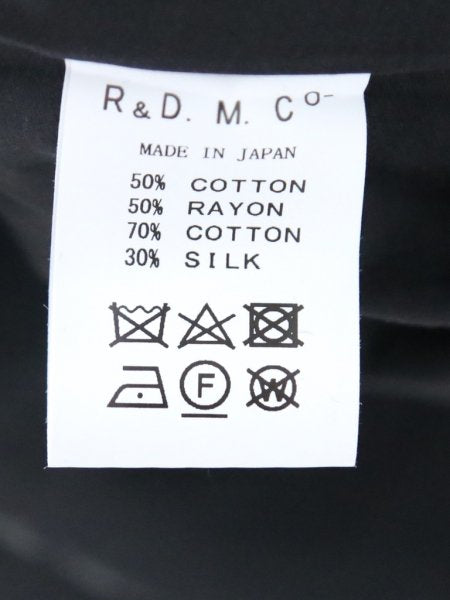 R & D. M. Co-
MADE IN JAPAN
50% COTTON
50% RAYON
70% COTTON
30% SILK
F W